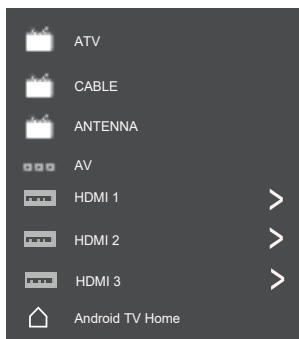 ATV
CABLE
ANTENNA
AV
HDMI 1
HDMI 2
HDMI 3
Android TV Home